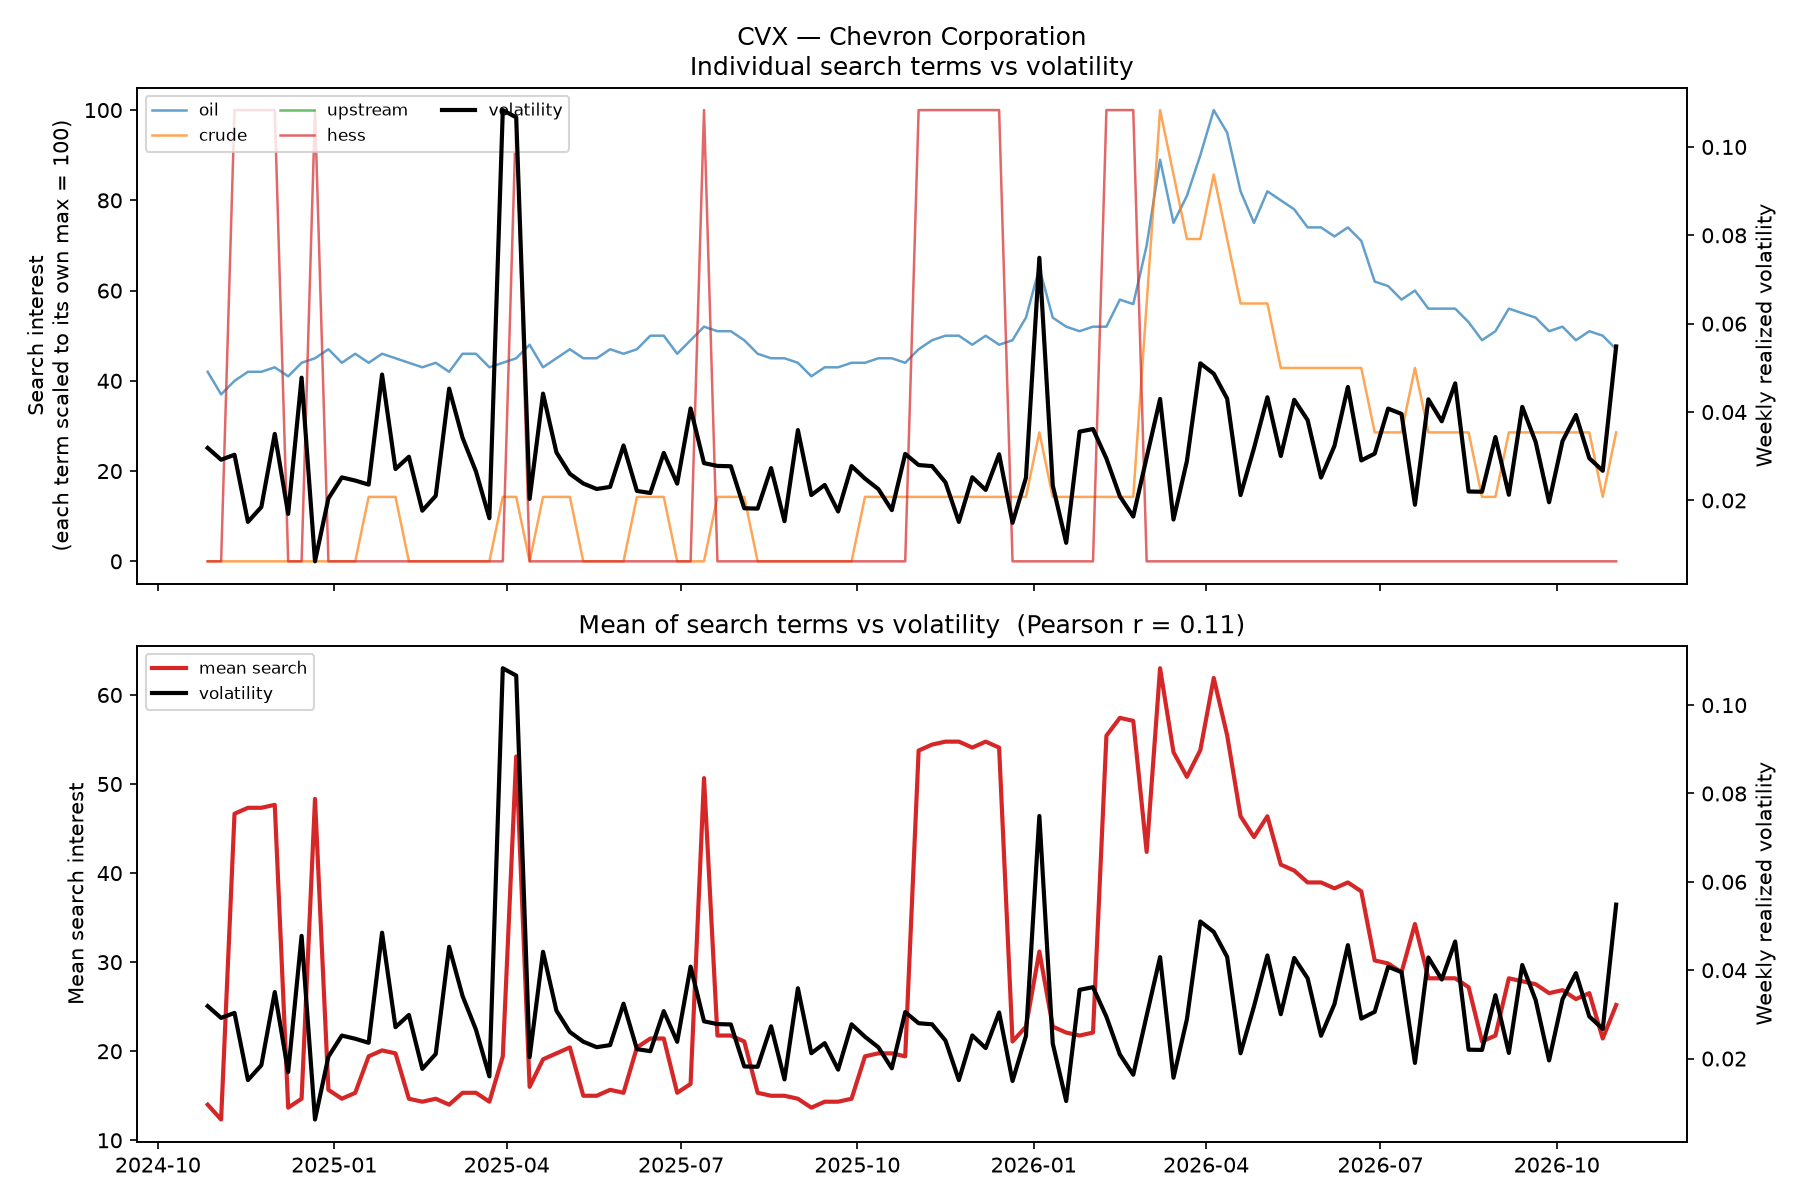 CVX — Chevron Corporation
Individual search terms vs volatility
oil
crude
upstream
hess
volatility
Search interest
(each term scaled to its own max = 100)
100
80
60
40
20
0
0.10
0.08
0.06
0.04
0.02
Weekly realized volatility
Mean of search terms vs volatility (Pearson r = 0.11)
mean search
volatility
Mean search interest
60
50
40
30
20
10
0.10
0.08
0.06
0.04
0.02
Weekly realized volatility
2024-10 2025-01 2025-04 2025-07 2025-10 2026-01 2026-04 2026-07 2026-10